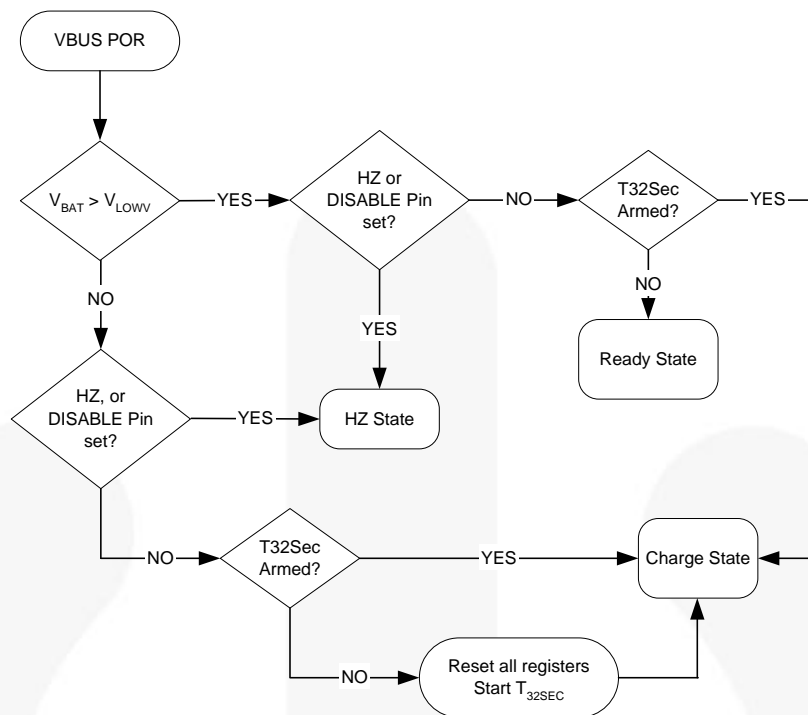 VBUS POR
V_BAT > V_LOWV
YES
HZ or
DISABLE Pin
set?
NO
T32Sec
Armed?
YES
NO
YES
NO
Ready State
HZ, or
DISABLE Pin
set?
YES
HZ State
NO
T32Sec
Armed?
YES
Charge State
NO
Reset all registers
Start T_32SEC